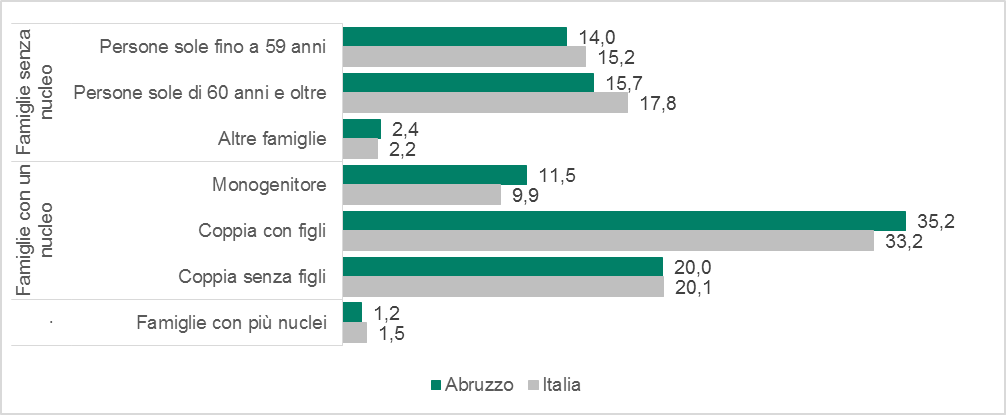 Famiglie senza
nucleo
Persone sole fino a 59 anni
14,0
15,2
Persone sole di 60 anni e oltre
15,7
17,8
Altre famiglie
2,4
2,2
Famiglie con un
nucleo
Monogenitore
11,5
9,9
Coppia con figli
35,2
33,2
Coppia senza figli
20,0
20,1
.
Famiglie con più nuclei
1,2
1,5
Abruzzo
Italia